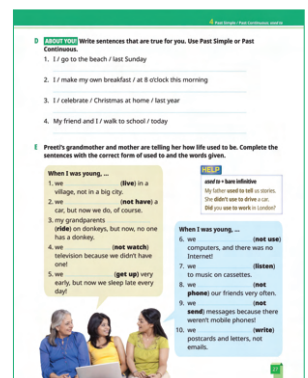 4 Past Simple / Past Continuous; used to
D ABOUT YOU! Write sentences that are true for you. Use Past Simple or Past
Continuous.
1. I / go to the beach / last Sunday
2. I / make my own breakfast / at 8 o'clock this morning
3. I / celebrate / Christmas at home / last year
4. My friend and I / walk to school / today
E Preeti's grandmother and mother are telling her how life used to be. Complete the
sentences with the correct form of used to and the words given.
When I was young, ...
1. we (live) in a
village, not in a big city.
2. we (not have) a
car, but now we do, of course.
3. my grandparents
(ride) on donkeys, but now, no one
has a donkey.
4. we (not watch)
television because we didn't have
one!
5. we (get up) very
early, but now we sleep late every
day!
HELP
used to + bare infinitive
My father used to tell us stories.
She didn't use to drive a car.
Did you use to work in London?
When I was young, ...
6. we (not use)
computers, and there was no
Internet!
7. we (listen)
to music on cassettes.
8. we (not
phone) our friends very often.
9. we (not
send) messages because there
weren't mobile phones!
10. we (write)
postcards and letters, not
emails.
27